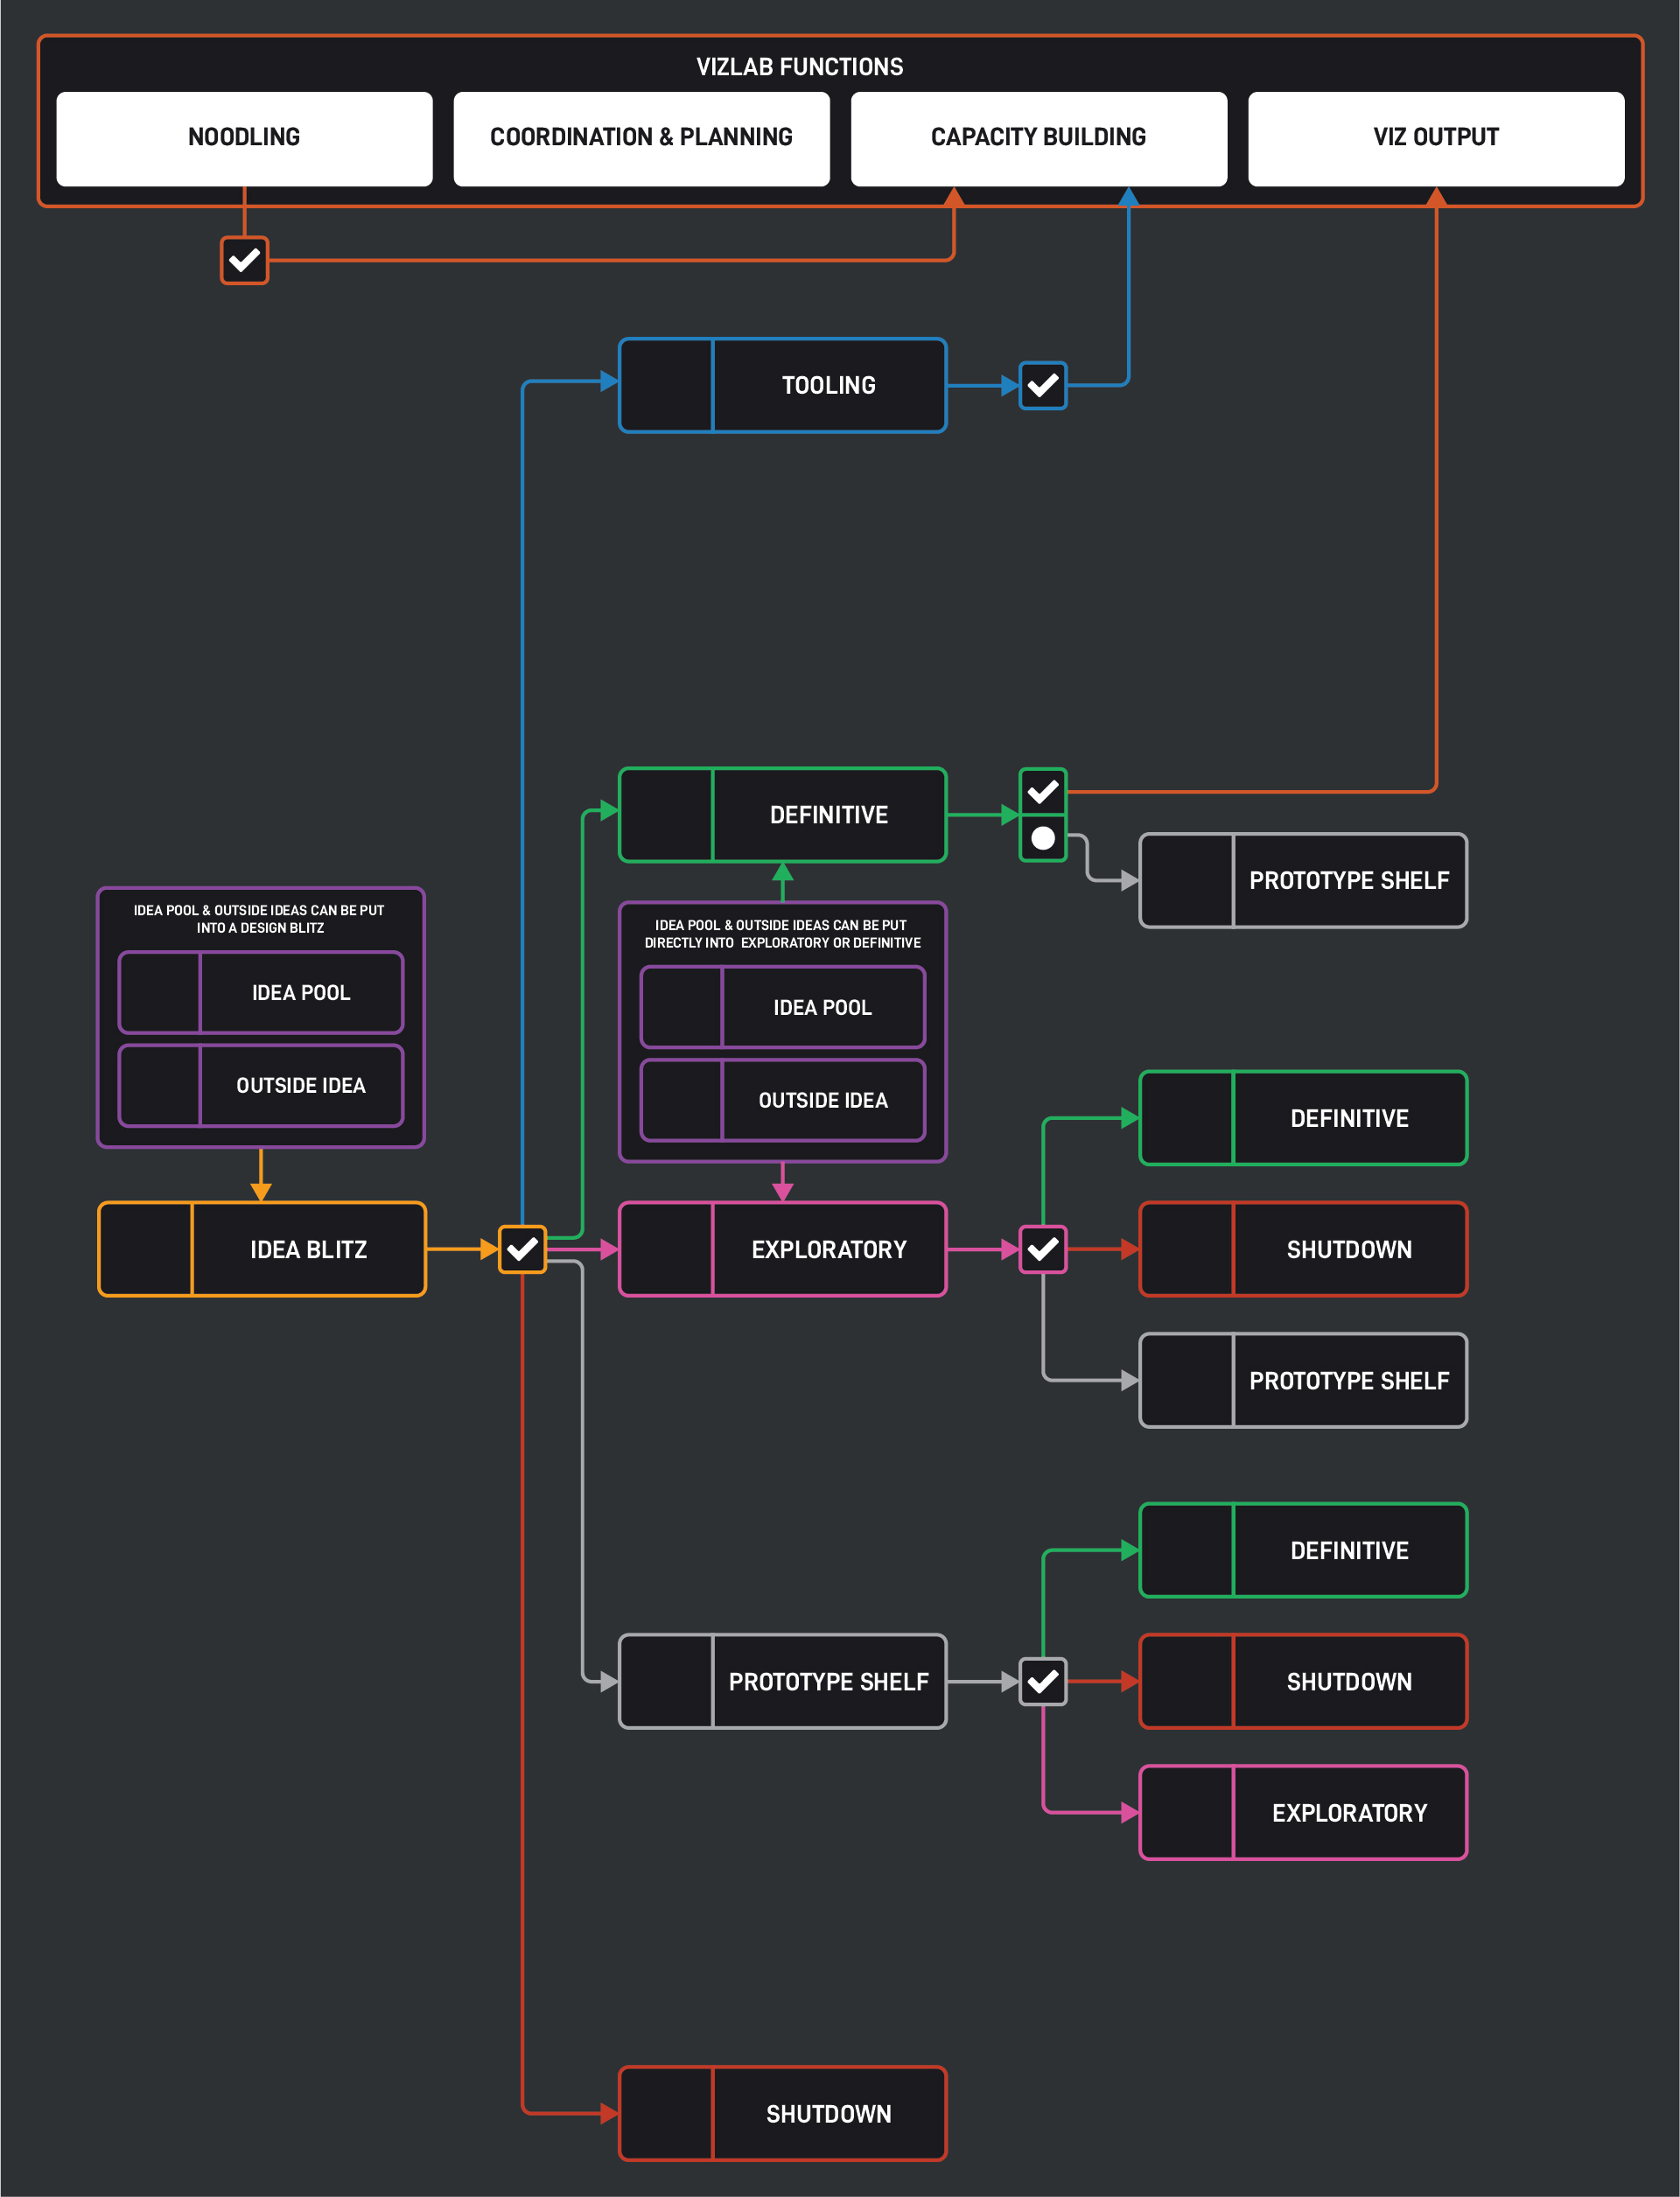 VIZLAB FUNCTIONS
NOODLING
COORDINATION & PLANNING
CAPACITY BUILDING
VIZ OUTPUT
TOOLING
DEFINITIVE
PROTOTYPE SHELF
IDEA POOL & OUTSIDE IDEAS CAN BE PUT
INTO A DESIGN BLITZ
IDEA POOL
OUTSIDE IDEA
IDEA POOL & OUTSIDE IDEAS CAN BE PUT
DIRECTLY INTO EXPLORATORY OR DEFINITIVE
IDEA POOL
OUTSIDE IDEA
DEFINITIVE
IDEA BLITZ
EXPLORATORY
SHUTDOWN
PROTOTYPE SHELF
DEFINITIVE
PROTOTYPE SHELF
SHUTDOWN
EXPLORATORY
SHUTDOWN